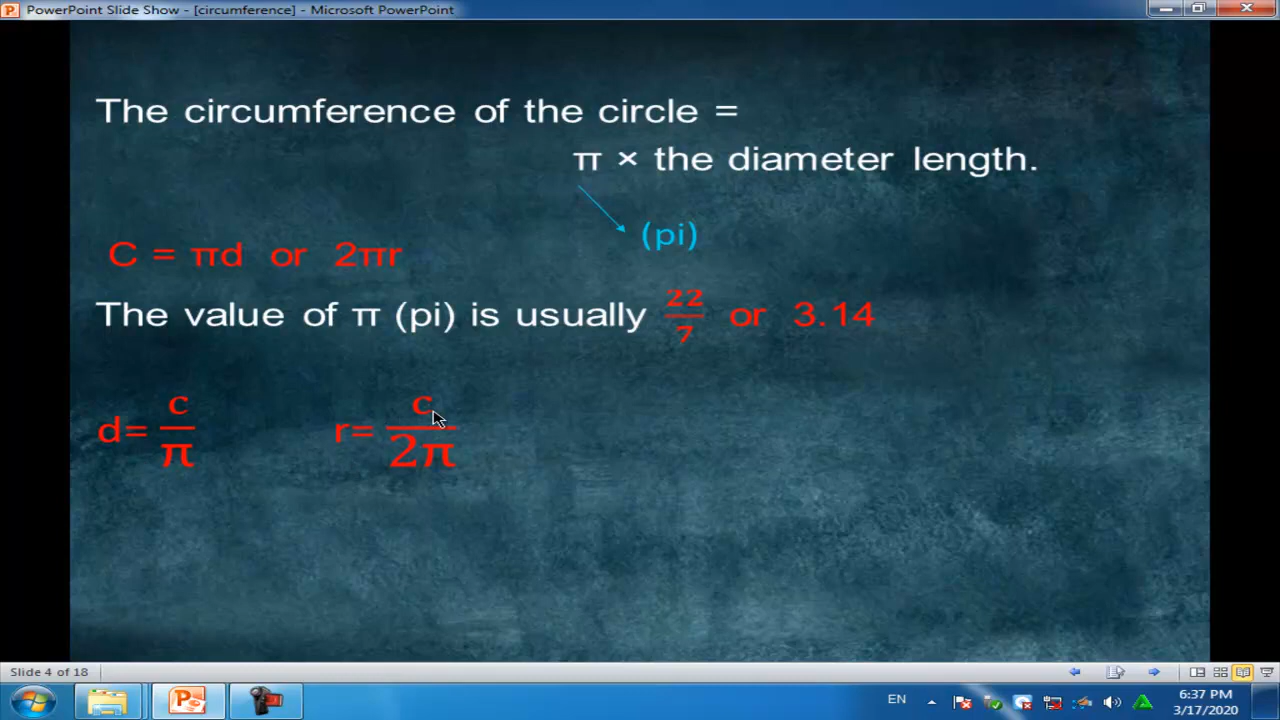 PowerPoint Slide Show - [circumference] - Microsoft PowerPoint
The circumference of the circle =
π × the diameter length.
(pi)
C = πd or 2πr
The value of π (pi) is usually 22/7 or 3.14
d= c/π r= c/2π
Slide 4 of 18
EN
6:37 PM
3/17/2020